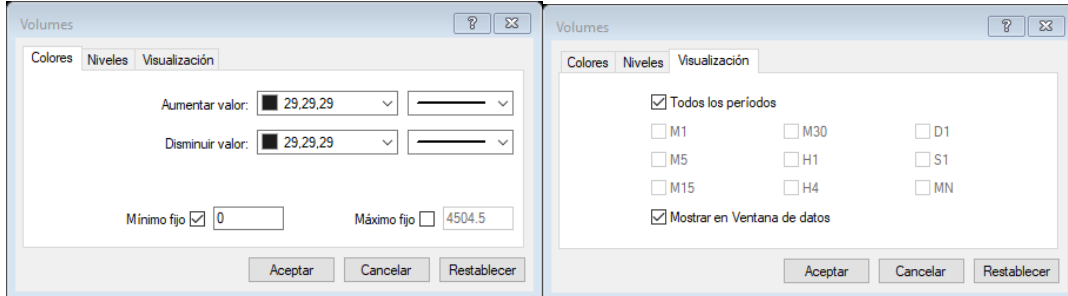 Volumes
Colores Niveles Visualización
Aumentar valor: 29,29,29
Disminuir valor: 29,29,29
Mínimo fijo 0 Máximo fijo 4504.5
Aceptar Cancelar Restablecer
Volumes
Colores Niveles Visualización
Todos los períodos
M1 M30 D1
M5 H1 S1
M15 H4 MN
Mostrar en Ventana de datos
Aceptar Cancelar Restablecer